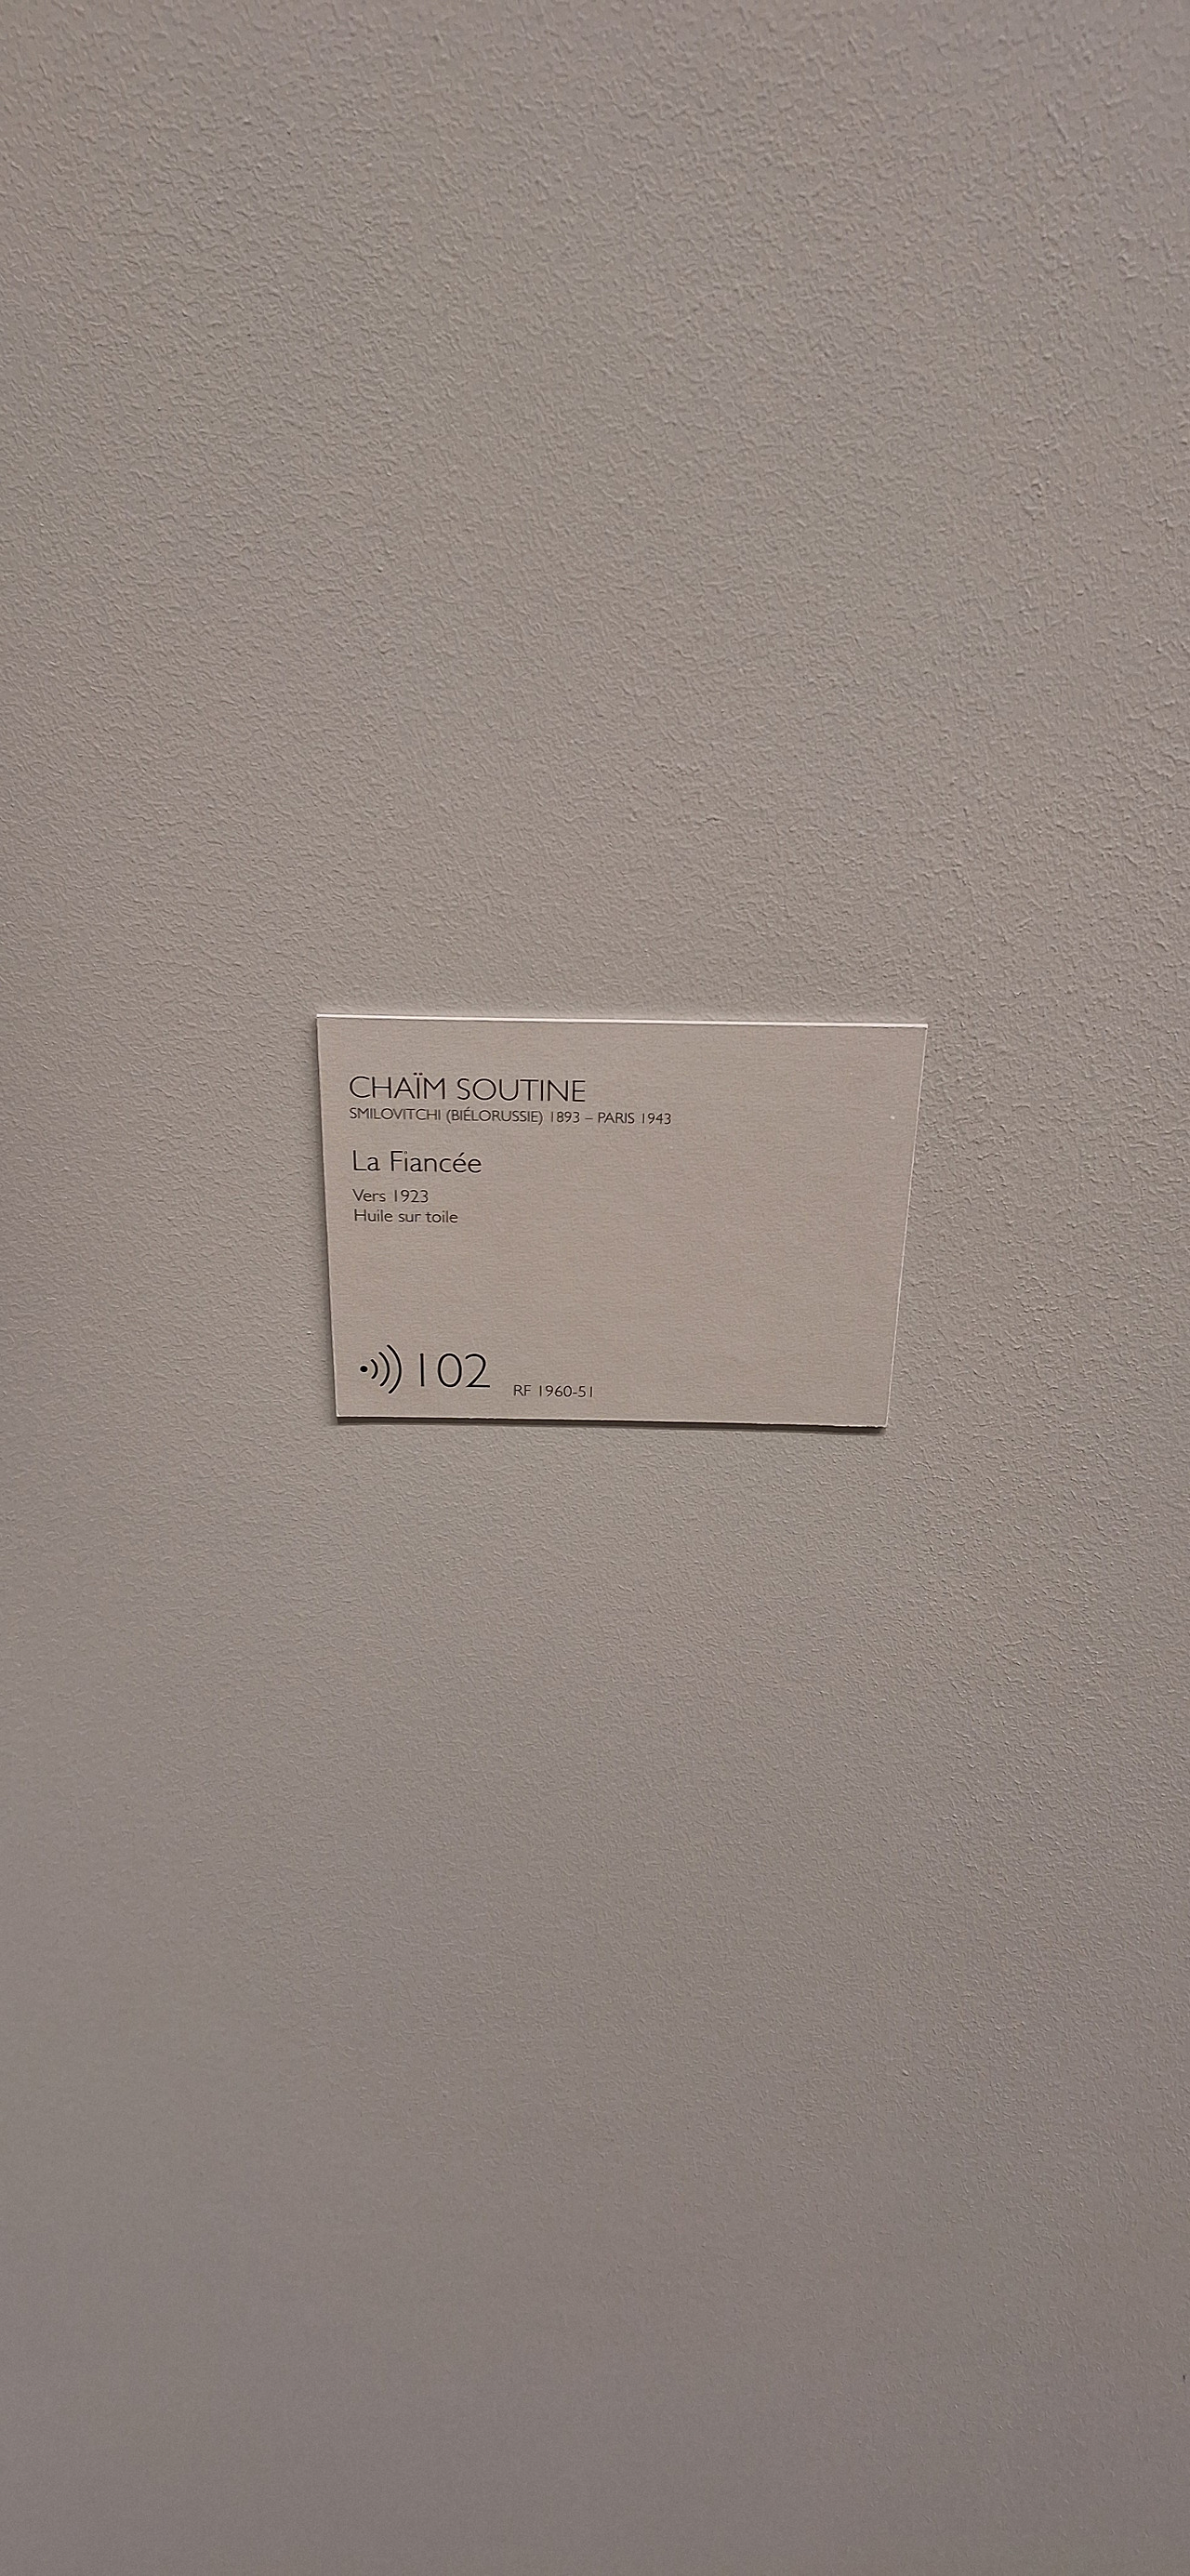 CHAÏM SOUTINE
SMILOVITCHI (BIÉLORUSSIE) 1893 – PARIS 1943
La Fiancée
Vers 1923
Huile sur toile
102 RF 1960-51